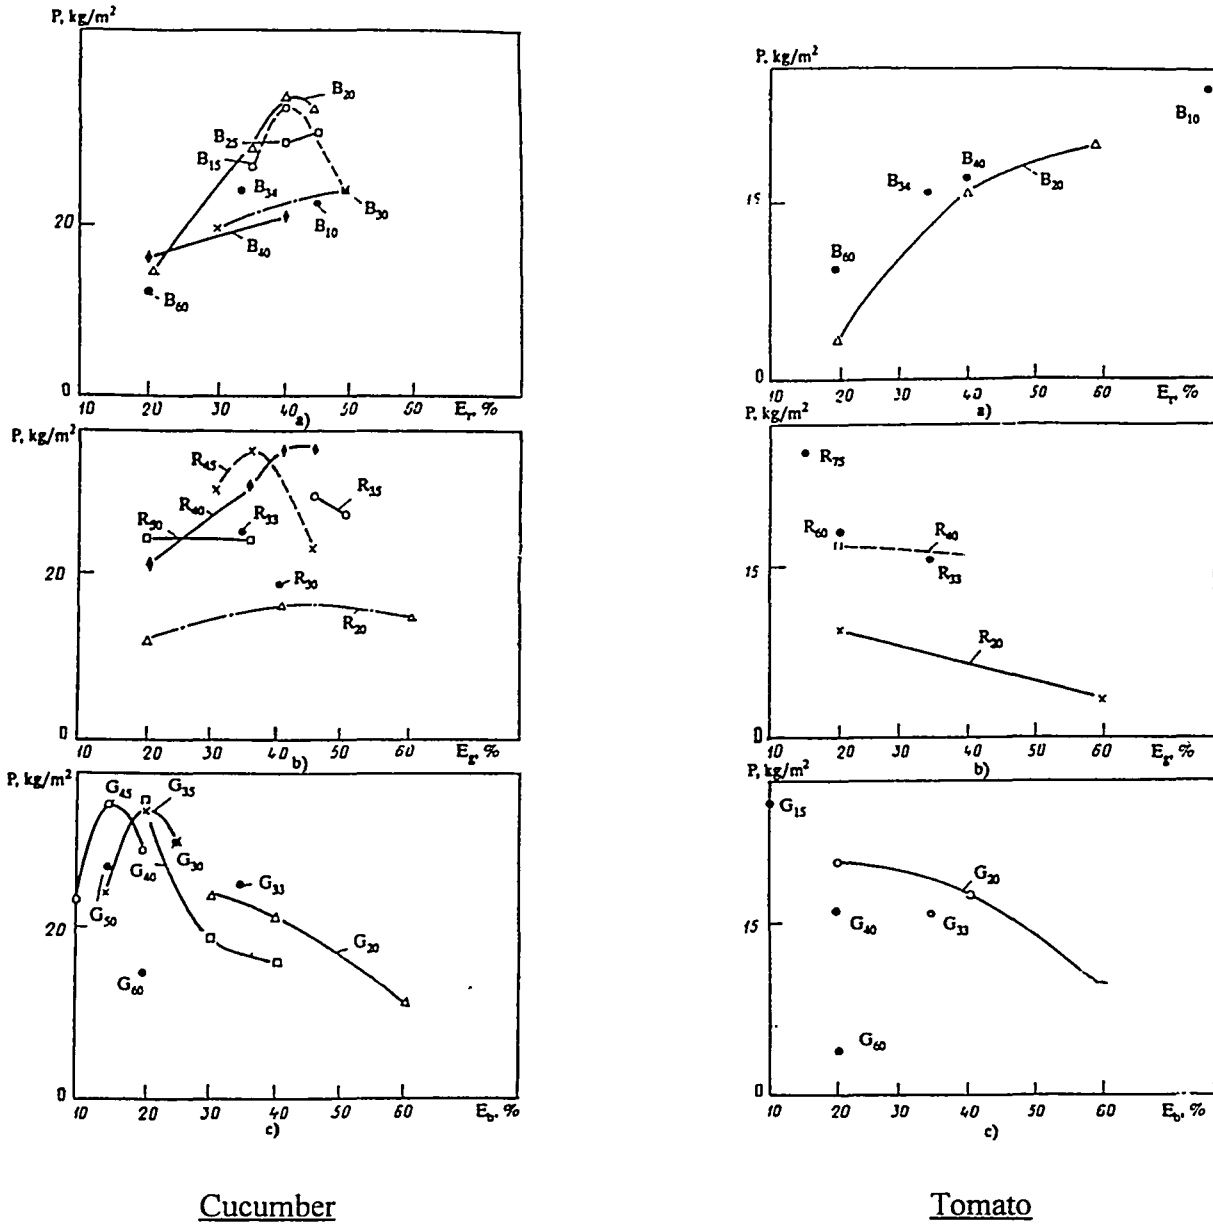 P, kg/m²
B₂₀
B₂₅
B₁₅
B₃₄
20
B₃₀
B₁₀
B₄₀
B₆₀
0
10 20 30 40 50 60 Eᵣ, %
a)
P, kg/m²
R₄₅
R₄₀
R₃₅
R₅₀
R₃₃
20
R₃₀
R₂₀
0
10 20 30 40 50 60 E_g, %
b)
P, kg/m²
G₄₅
G₃₅
G₄₀
G₃₀
G₃₃
G₅₀
20
G₂₀
G₆₀
0
10 20 30 40 50 60 E_b, %
c)
Cucumber
P, kg/m²
B₁₀
B₄₀
B₃₄
B₂₀
15
B₆₀
0
10 20 30 40 50 60 Eᵣ, %
a)
P, kg/m²
R₇₅
R₆₀
R₄₀
15
R₃₃
R₂₀
0
10 20 30 40 50 60 E_g, %
b)
P, kg/m²
G₁₅
G₂₀
15
G₄₀
G₃₃
G₆₀
0
10 20 30 40 50 60 E_b, %
c)
Tomato